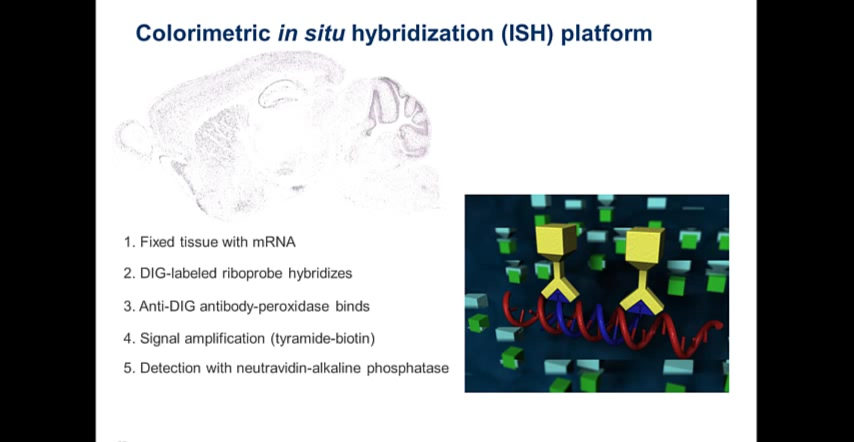 Colorimetric in situ hybridization (ISH) platform
1. Fixed tissue with mRNA
2. DIG-labeled riboprobe hybridizes
3. Anti-DIG antibody-peroxidase binds
4. Signal amplification (tyramide-biotin)
5. Detection with neutravidin-alkaline phosphatase